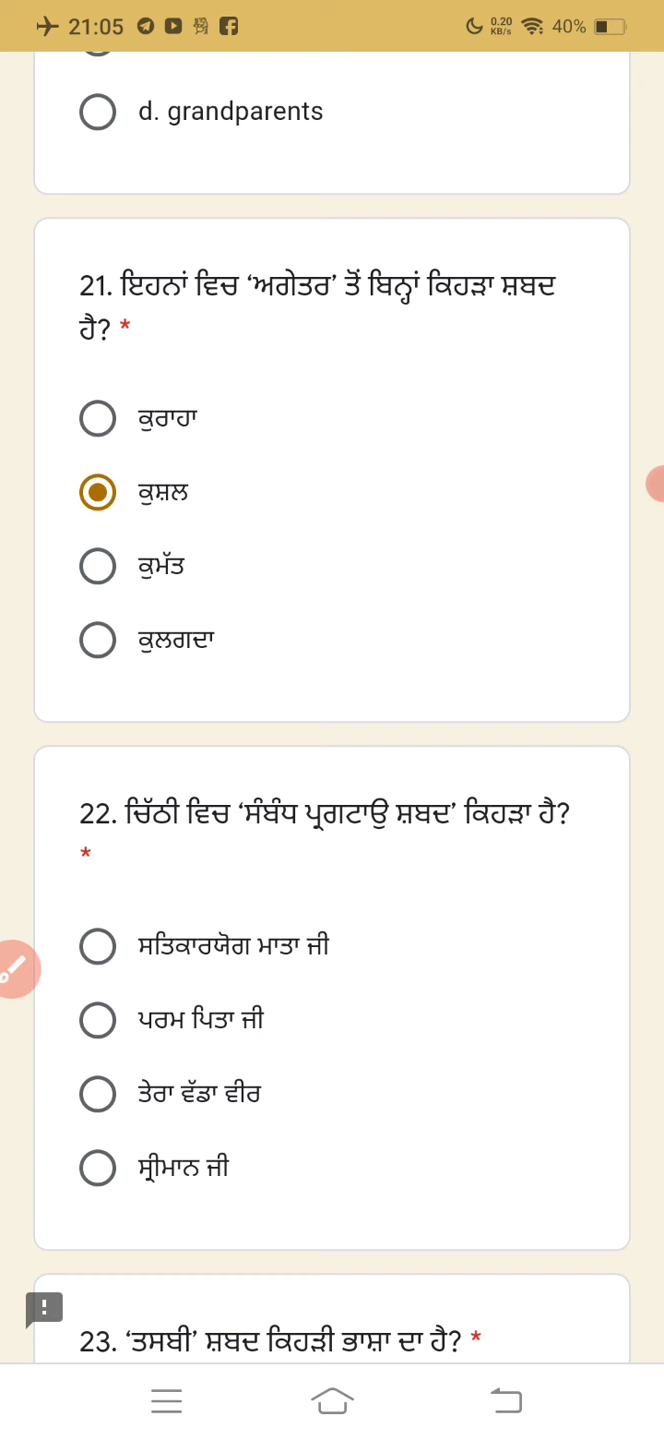 21:05
0.20
KB/s
40%
d. grandparents
21. ਇਹਨਾਂ ਵਿਚ ‘ਅਗੇਤਰ’ ਤੋਂ ਬਿਨ੍ਹਾਂ ਕਿਹੜਾ ਸ਼ਬਦ
ਹੈ? *
ਕੁਰਾਹਾ
ਕੁਸ਼ਲ
ਕੁਮੱਤ
ਕੁਲਗਦਾ
22. ਚਿੱਠੀ ਵਿਚ ‘ਸੰਬੰਧ ਪ੍ਰਗਟਾਉ ਸ਼ਬਦ’ ਕਿਹੜਾ ਹੈ?
*
ਸਤਿਕਾਰਯੋਗ ਮਾਤਾ ਜੀ
ਪਰਮ ਪਿਤਾ ਜੀ
ਤੇਰਾ ਵੱਡਾ ਵੀਰ
ਸ੍ਰੀਮਾਨ ਜੀ
23. ‘ਤਸਬੀ’ ਸ਼ਬਦ ਕਿਹੜੀ ਭਾਸ਼ਾ ਦਾ ਹੈ? *